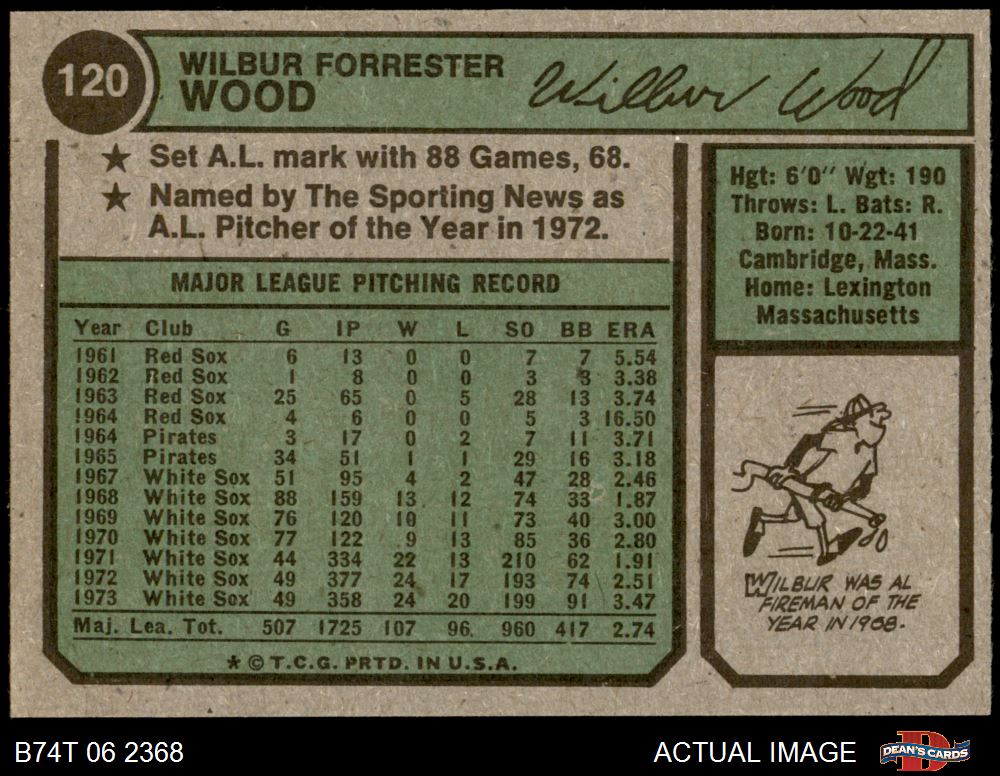 120
WILBUR FORRESTER
WOOD
Wilbur Wood
★ Set A.L. mark with 88 Games, 68.
★ Named by The Sporting News as
A.L. Pitcher of the Year in 1972.
MAJOR LEAGUE PITCHING RECORD
Year Club G IP W L SO BB ERA
1961 Red Sox 6 13 0 0 7 7 5.54
1962 Red Sox 1 8 0 0 3 3 3.38
1963 Red Sox 25 65 0 5 28 13 3.74
1964 Red Sox 4 6 0 0 5 3 16.50
1964 Pirates 3 17 0 2 7 11 3.71
1965 Pirates 34 51 1 1 29 16 3.18
1967 White Sox 51 95 4 2 47 28 2.46
1968 White Sox 88 159 13 12 74 33 1.87
1969 White Sox 76 120 10 11 73 40 3.00
1970 White Sox 77 122 9 13 85 36 2.80
1971 White Sox 44 334 22 13 210 62 1.91
1972 White Sox 49 377 24 17 193 74 2.51
1973 White Sox 49 358 24 20 199 91 3.47
Maj. Lea. Tot. 507 1725 107 96 960 417 2.74
★ © T.C.G. PRTD. IN U.S.A.
Hgt: 6'0" Wgt: 190
Throws: L. Bats: R.
Born: 10-22-41
Cambridge, Mass.
Home: Lexington
Massachusetts
WILBUR WAS AL
FIREMAN OF THE
YEAR IN 1968.
B74T 06 2368
ACTUAL IMAGE
DEAN'S CARDS